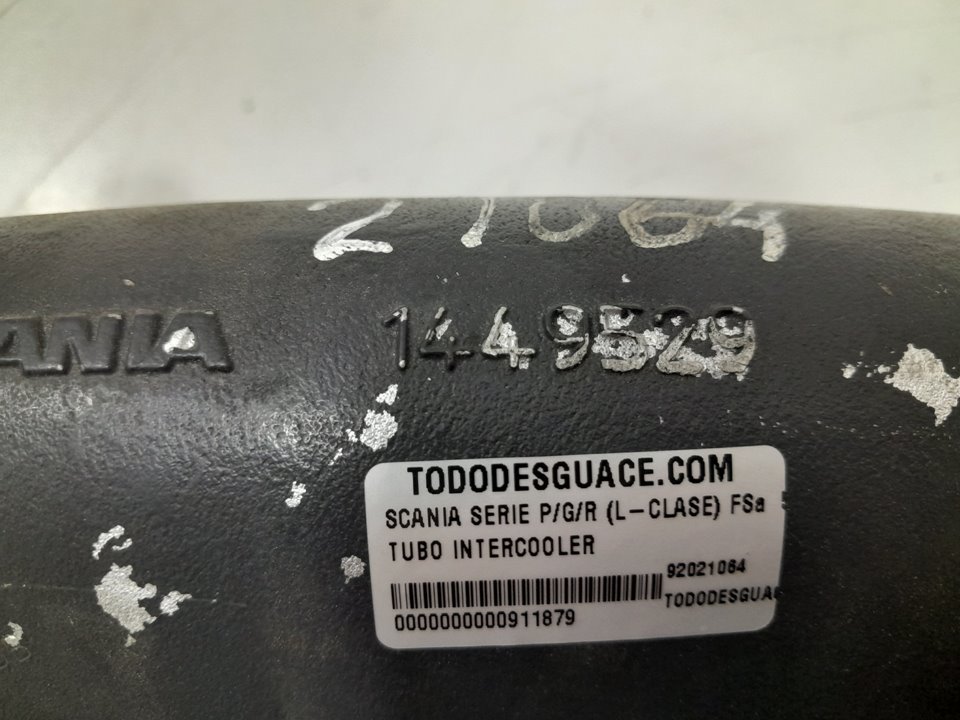 21064
ANIA 1449529
TODODESGUACE.COM
SCANIA SERIE P/G/R (L-CLASE) FSa
TUBO INTERCOOLER
92021064
TODODESGUA
0000000000911879